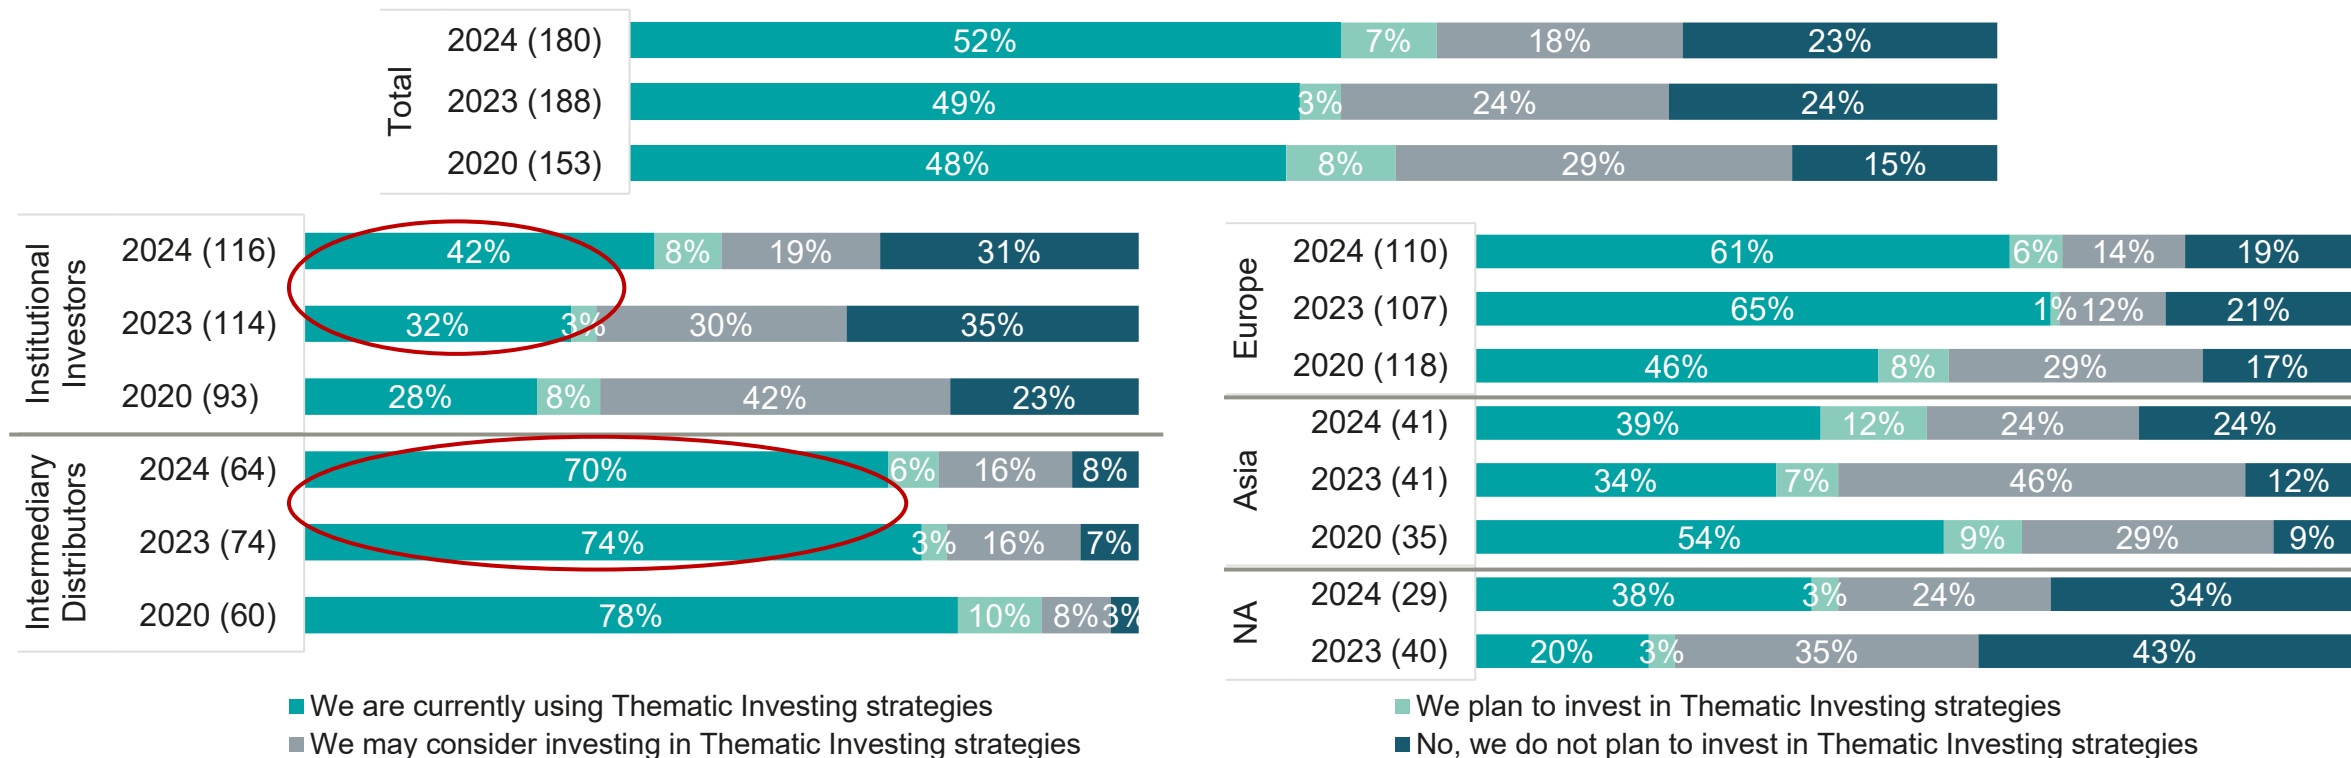 Total
2024 (180) 52% 7% 18% 23%
2023 (188) 49% 3% 24% 24%
2020 (153) 48% 8% 29% 15%
Institutional
Investors
2024 (116) 42% 8% 19% 31%
2023 (114) 32% 3% 30% 35%
2020 (93) 28% 8% 42% 23%
Intermediary
Distributors
2024 (64) 70% 6% 16% 8%
2023 (74) 74% 3% 16% 7%
2020 (60) 78% 10% 8% 3%
Europe
2024 (110) 61% 6% 14% 19%
2023 (107) 65% 1% 12% 21%
2020 (118) 46% 8% 29% 17%
Asia
2024 (41) 39% 12% 24% 24%
2023 (41) 34% 7% 46% 12%
2020 (35) 54% 9% 29% 9%
NA
2024 (29) 38% 3% 24% 34%
2023 (40) 20% 3% 35% 43%
We are currently using Thematic Investing strategies
We plan to invest in Thematic Investing strategies
We may consider investing in Thematic Investing strategies
No, we do not plan to invest in Thematic Investing strategies